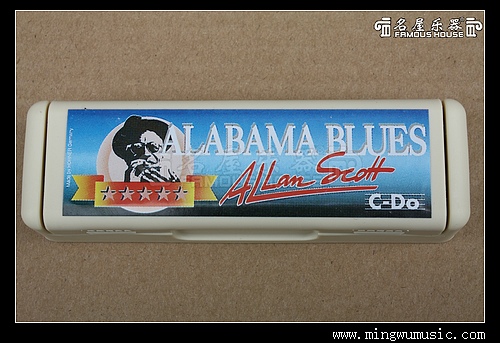 名屋乐器
FAMOUS HOUSE
ALABAMA BLUES
Allan Scott
C-Do
www.mingwumusic.com